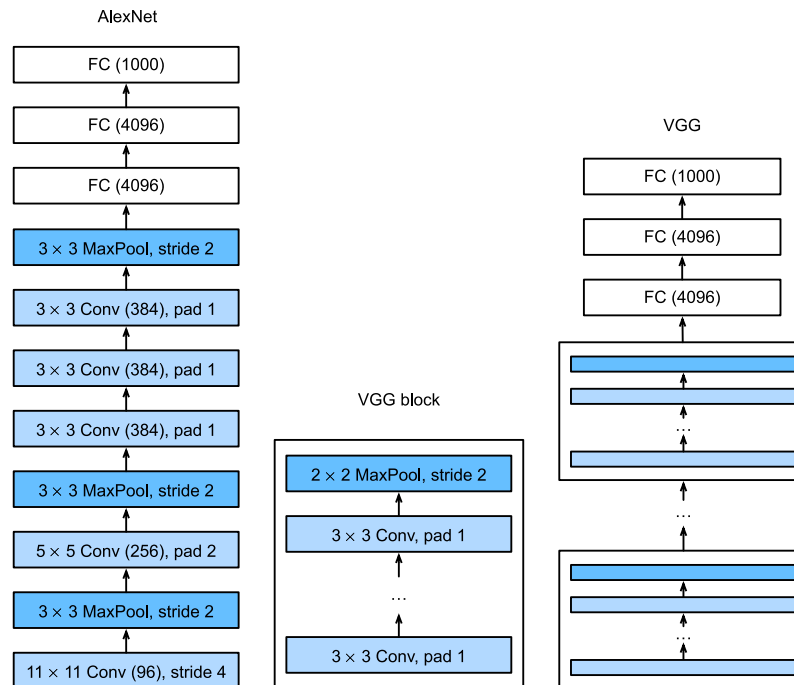 AlexNet
FC (1000)
FC (4096)
FC (4096)
3 × 3 MaxPool, stride 2
3 × 3 Conv (384), pad 1
3 × 3 Conv (384), pad 1
3 × 3 Conv (384), pad 1
3 × 3 MaxPool, stride 2
5 × 5 Conv (256), pad 2
3 × 3 MaxPool, stride 2
11 × 11 Conv (96), stride 4
VGG block
2 × 2 MaxPool, stride 2
3 × 3 Conv, pad 1
...
3 × 3 Conv, pad 1
VGG
FC (1000)
FC (4096)
FC (4096)
...
...
...